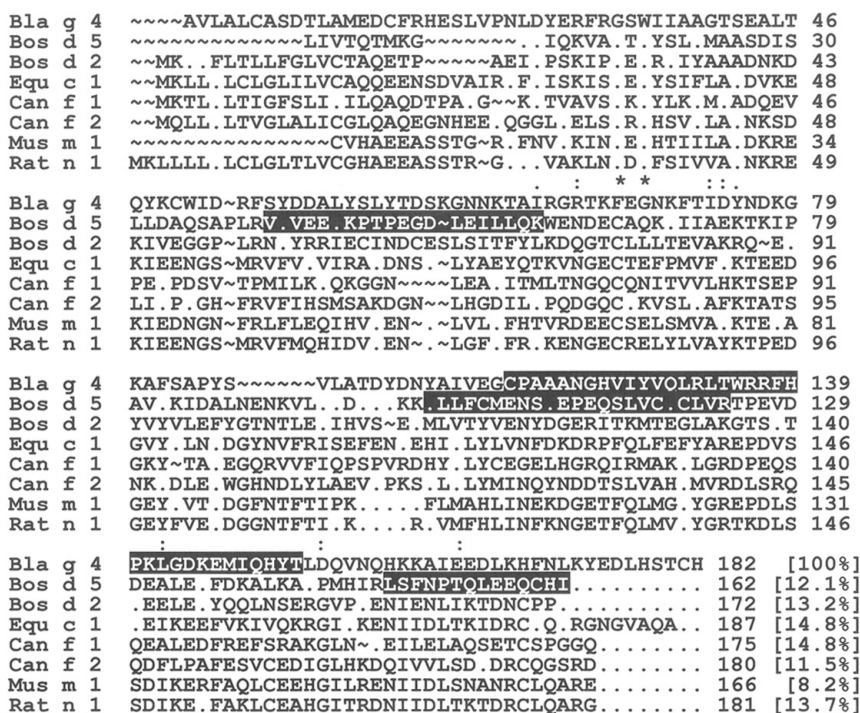 Bla g 4 ~~~~AVLALCASDTLAMEDCFRHESLVPNLDYERFRGSWIIAAGTSEALT 46
Bos d 5 ~~~~~~~~~~~~~LIVTQTMKG~~~~~~~..IQKVA.T.YSL.MAASDIS 30
Bos d 2 ~~MK..FLTLLFGLVCTAQETP~~~~~AEI.PSKIP.E.R.IYAAADNKD 43
Equ c 1 ~~MKLL.LCLGLILVCAQQEENSDVAIR.F.ISKIS.E.YSIFLA.DVKE 48
Can f 1 ~~MKTL.LTIGFSLI.ILQAQDTPA.G~~K.TVAVS.K.YLK.M.ADQEV 46
Can f 2 ~~MQLL.LTVGLALICGLQAQEGNHEE.QGGL.ELS.R.HSV.LA.NKSD 48
Mus m 1 ~~~~~~~~~~~~~~~CVHAEEASSTG~R.FNV.KIN.E.HTIILA.DKRE 34
Rat n 1 MKLLLL.LCLGLTLVCGHAEEASSTR~G...VAKLN.D.FSIVVA.NKRE 49
. : * * ::.
Bla g 4 QYKCWID~RFSYDDALYSLYTDSKGNNKTAIRGRTKFEGNKFTIDYNDKG 79
Bos d 5 LLDAQSAPLRV.VEE.KPTPEGD~LEILLQKWENDECAQK.IIAEKTKIP 79
Bos d 2 KIVEGGP~LRN.YRRIECINDCESLSITFYLKDQGTCLLLTEVAKRQ~E. 91
Equ c 1 KIEENGS~MRVFV.VIRA.DNS.~LYAEYQTKVNGECTEFPMVF.KTEED 96
Can f 1 PE.PDSV~TPMILK.QKGGN~~~~LEA.ITMLTNGQCQNITVVLHKTSEP 91
Can f 2 LI.P.GH~FRVFIHSMSAKDGN~~LHGDIL.PQDGQC.KVSL.AFKTATS 95
Mus m 1 KIEDNGN~FRLFLEQIHV.EN~.~LVL.FHTVRDEECSELSMVA.KTE.A 81
Rat n 1 KIEENGS~MRVFMQHIDV.EN~.~LGF.FR.KENGECRELYLVAYKTPED 96
Bla g 4 KAFSAPYS~~~~~~VLATDYDNYAIVEGCPAAANGHVIYVQLRLTWRRFH 139
Bos d 5 AV.KIDALNENKVL..D...KK.LLFCMENS.EPEQSLVC.CLVRTPEVD 129
Bos d 2 YVYVLEFYGTNTLE.IHVS~E.MLVTYVENYDGERITKMTEGLAKGTS.T 140
Equ c 1 GVY.LN.DGYNVFRISEFEN.EHI.LYLVNFDKDRPFQLFEFYAREPDVS 146
Can f 1 GKY~TA.EGQRVVFIQPSPVRDHY.LYCEGELHGRQIRMAK.LGRDPEQS 140
Can f 2 NK.DLE.WGHNDLYLAEV.PKS.L.LYMINQYNDDTSLVAH.MVRDLSRQ 145
Mus m 1 GEY.VT.DGFNTFTIPK.....FLMAHLINEKDGETFQLMG.YGREPDLS 131
Rat n 1 GEYFVE.DGGNTFTI.K....R.VMFHLINFKNGETFQLMV.YGRTKDLS 146
: : :
Bla g 4 PKLGDKEMIQHYTLDQVNQHKKAIEEDLKHFNLKYEDLHSTCH 182 [100%]
Bos d 5 DEALE.FDKALKA.PMHIRLSFNPTQLEEQCHI.......... 162 [12.1%]
Bos d 2 .EELE.YQQLNSERGVP.ENIENLIKTDNCPP........... 172 [13.2%]
Equ c 1 .EIKEEFVKIVQKRGI.KENIIDLTKIDRC.Q.RGNGVAQA.. 187 [14.8%]
Can f 1 QEALEDFREFSRAKGLN~.EILELAQSETCSPGGQ........ 175 [14.8%]
Can f 2 QDFLPAFESVCEDIGLHKDQIVVLSD.DRCQGSRD........ 180 [11.5%]
Mus m 1 SDIKERFAQLCEEHGILRENIIDLSNANRCLQARE........ 166 [8.2%]
Rat n 1 SDIKE.FAKLCEAHGITRDNIIDLTKTDRCLQARG........ 181 [13.7%]